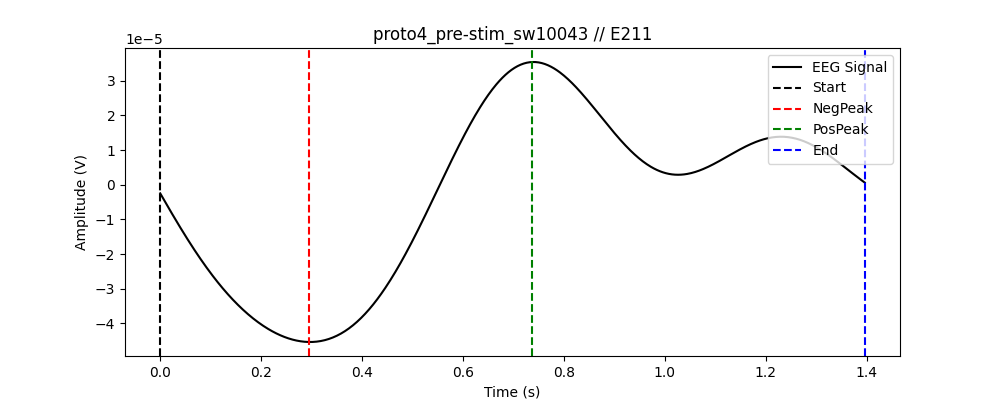 proto4_pre-stim_sw10043 // E211
1e−5
3
2
1
0
−1
−2
−3
−4
Amplitude (V)
0.0 0.2 0.4 0.6 0.8 1.0 1.2 1.4
Time (s)
EEG Signal
Start
NegPeak
PosPeak
End